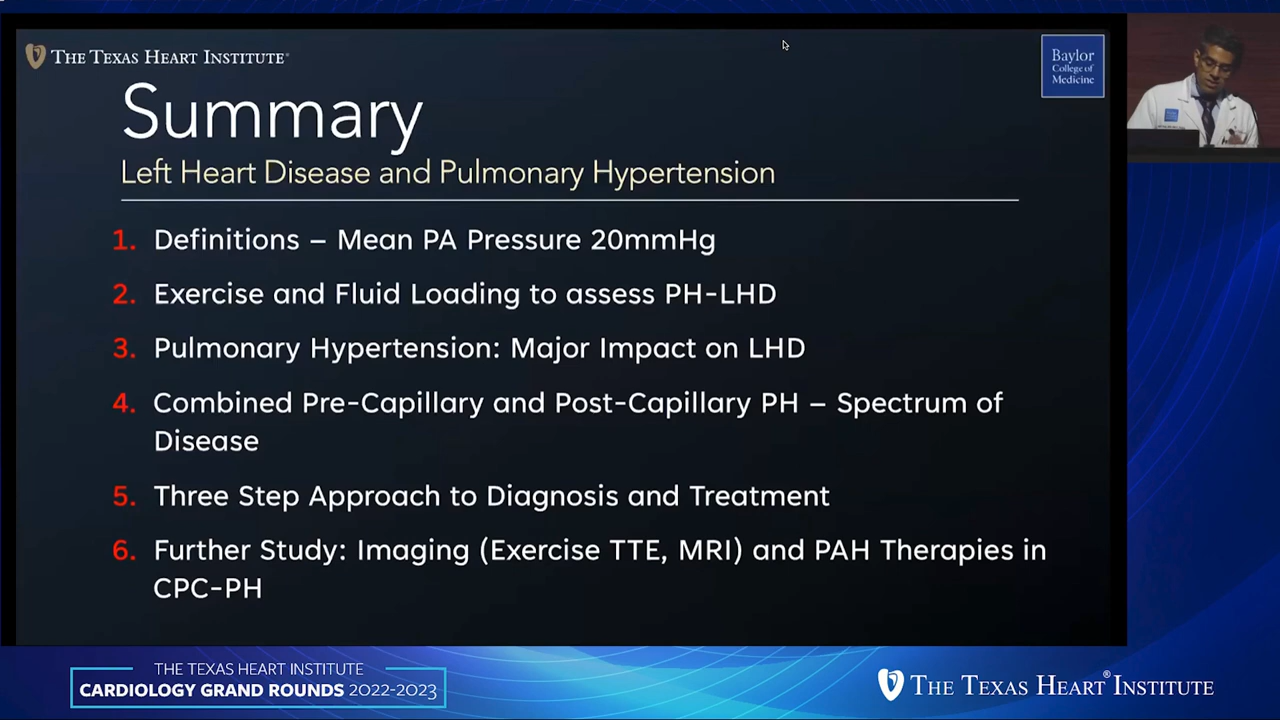 THE TEXAS HEART INSTITUTE®
Baylor
College of
Medicine
Summary
Left Heart Disease and Pulmonary Hypertension
1. Definitions – Mean PA Pressure 20mmHg
2. Exercise and Fluid Loading to assess PH-LHD
3. Pulmonary Hypertension: Major Impact on LHD
4. Combined Pre-Capillary and Post-Capillary PH – Spectrum of
Disease
5. Three Step Approach to Diagnosis and Treatment
6. Further Study: Imaging (Exercise TTE, MRI) and PAH Therapies in
CPC-PH
THE TEXAS HEART INSTITUTE
CARDIOLOGY GRAND ROUNDS 2022-2023
THE TEXAS HEART® INSTITUTE